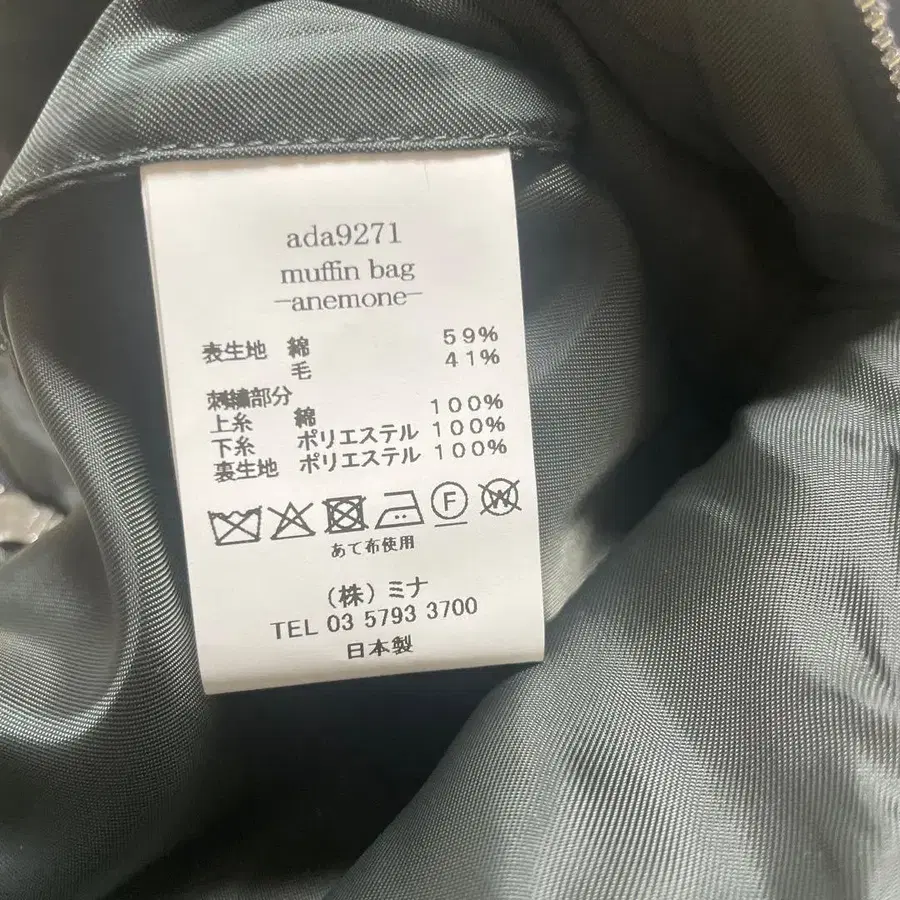 ada9271
muffin bag
-anemone-
表生地 綿 59%
毛 41%
刺繍部分
上糸 綿 100%
下糸 ポリエステル 100%
裏生地 ポリエステル 100%
F W
あて布使用
(株)ミナ
TEL 03 5793 3700
日本製